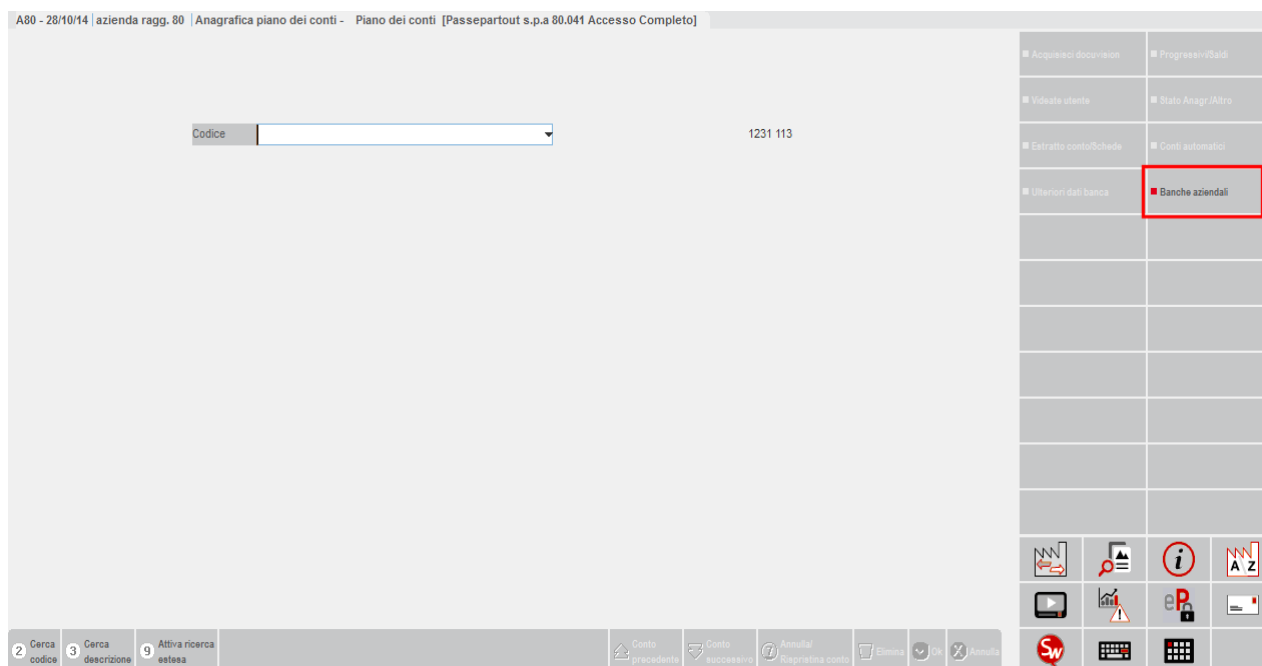 A80 - 28/10/14 azienda ragg. 80 Anagrafica piano dei conti - Piano dei conti [Passepartout s.p.a 80.041 Accesso Completo]
Acquisisci docuvision Progressivi/Saldi
Videate utente Stato Anagr./Altro
Codice 1231 113
Estratto conto/Schede Conti automatici
Ulteriori dati banca Banche aziendali
i A Z
eP
2 Cerca codice 3 Cerca descrizione 9 Attiva ricerca estesa Conto precedente Conto successivo Annulla/Ripristina conto Elimina Ok X Annulla
Sw